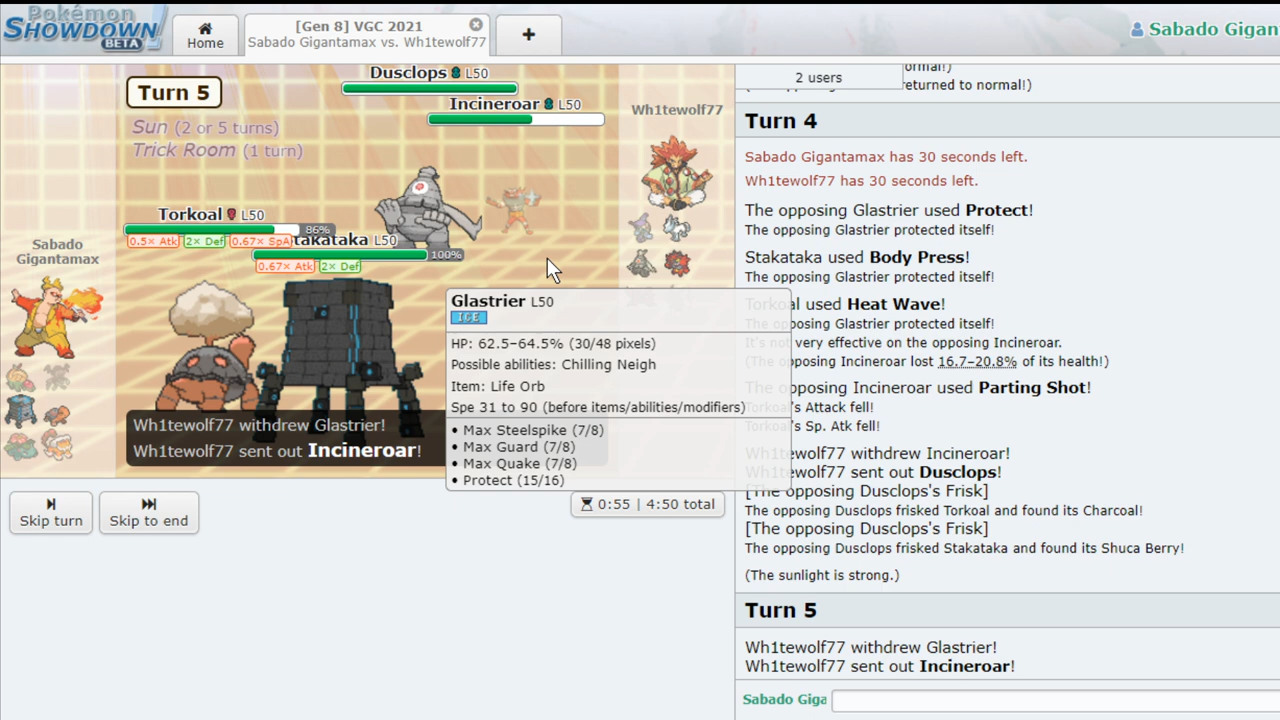 Pokémon
SHOWDOWN!
BETA
Home
[Gen 8] VGC 2021
Sabado Gigantamax vs. Wh1tewolf77
+
Sabado Gigan
Turn 5
Sun (2 or 5 turns)
Trick Room (1 turn)
Dusclops L50
Incineroar L50
Wh1tewolf77
Torkoal L50
86%
0.5× Atk 2× Def 0.67× SpA
takataka L50
100%
0.67× Atk 2× Def
Sabado
Gigantamax
Wh1tewolf77 withdrew Glastrier!
Wh1tewolf77 sent out Incineroar!
Glastrier L50
ICE
HP: 62.5–64.5% (30/48 pixels)
Possible abilities: Chilling Neigh
Item: Life Orb
Spe 31 to 90 (before items/abilities/modifiers)
• Max Steelspike (7/8)
• Max Guard (7/8)
• Max Quake (7/8)
• Protect (15/16)
Skip turn
Skip to end
0:55 | 4:50 total
2 users
ormal!)
returned to normal!)
Turn 4
Sabado Gigantamax has 30 seconds left.
Wh1tewolf77 has 30 seconds left.
The opposing Glastrier used Protect!
The opposing Glastrier protected itself!
Stakataka used Body Press!
The opposing Glastrier protected itself!
Torkoal used Heat Wave!
The opposing Glastrier protected itself!
It's not very effective on the opposing Incineroar.
(The opposing Incineroar lost 16.7–20.8% of its health!)
The opposing Incineroar used Parting Shot!
Torkoal's Attack fell!
Torkoal's Sp. Atk fell!
Wh1tewolf77 withdrew Incineroar!
Wh1tewolf77 sent out Dusclops!
[The opposing Dusclops's Frisk]
The opposing Dusclops frisked Torkoal and found its Charcoal!
[The opposing Dusclops's Frisk]
The opposing Dusclops frisked Stakataka and found its Shuca Berry!
(The sunlight is strong.)
Turn 5
Wh1tewolf77 withdrew Glastrier!
Wh1tewolf77 sent out Incineroar!
Sabado Giga